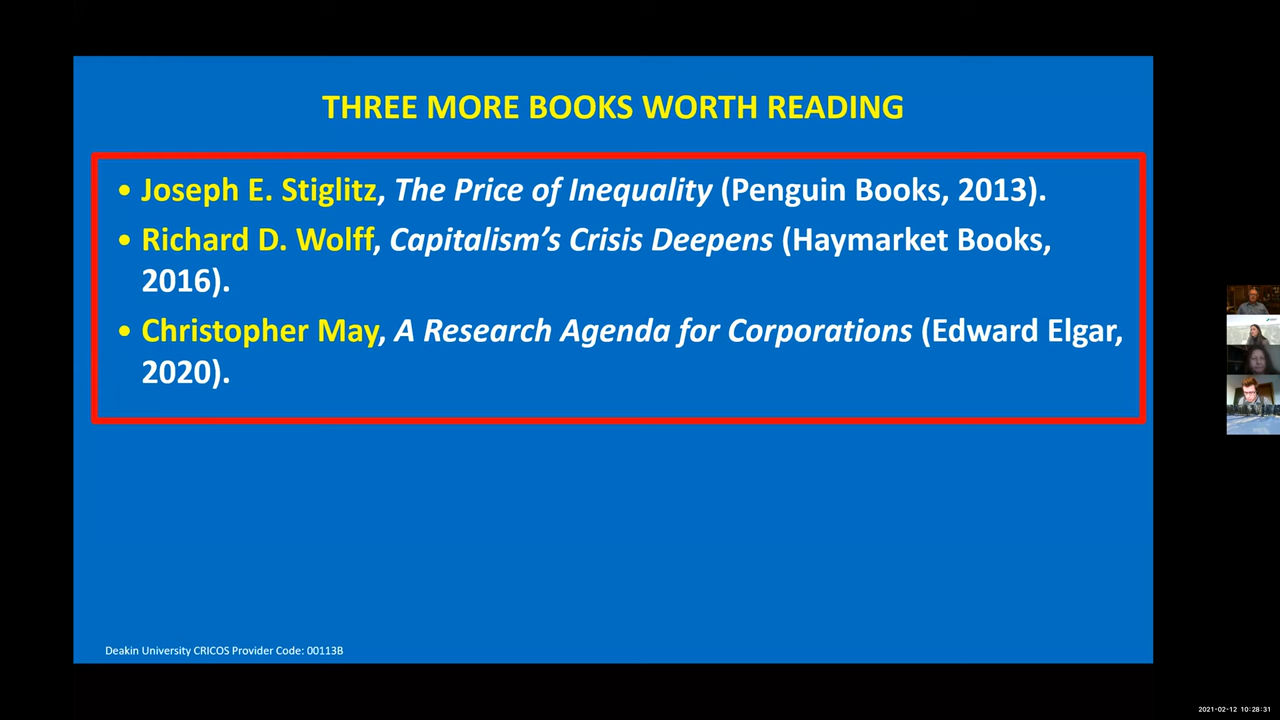 THREE MORE BOOKS WORTH READING
• Joseph E. Stiglitz, The Price of Inequality (Penguin Books, 2013).
• Richard D. Wolff, Capitalism’s Crisis Deepens (Haymarket Books,
2016).
• Christopher May, A Research Agenda for Corporations (Edward Elgar,
2020).
Deakin University CRICOS Provider Code: 00113B
2021-02-12 10:28:31